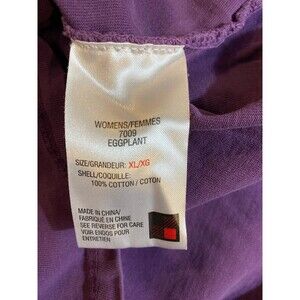 WOMENS/FEMMES
7009
EGGPLANT
SIZE/GRANDEUR: XL/XG
SHELL/COQUILLE:
100% COTTON / COTON
MADE IN CHINA/
FABRIQUÉ EN CHINE
SEE REVERSE FOR CARE
VOIR ENDOS POUR
ENTRETIEN